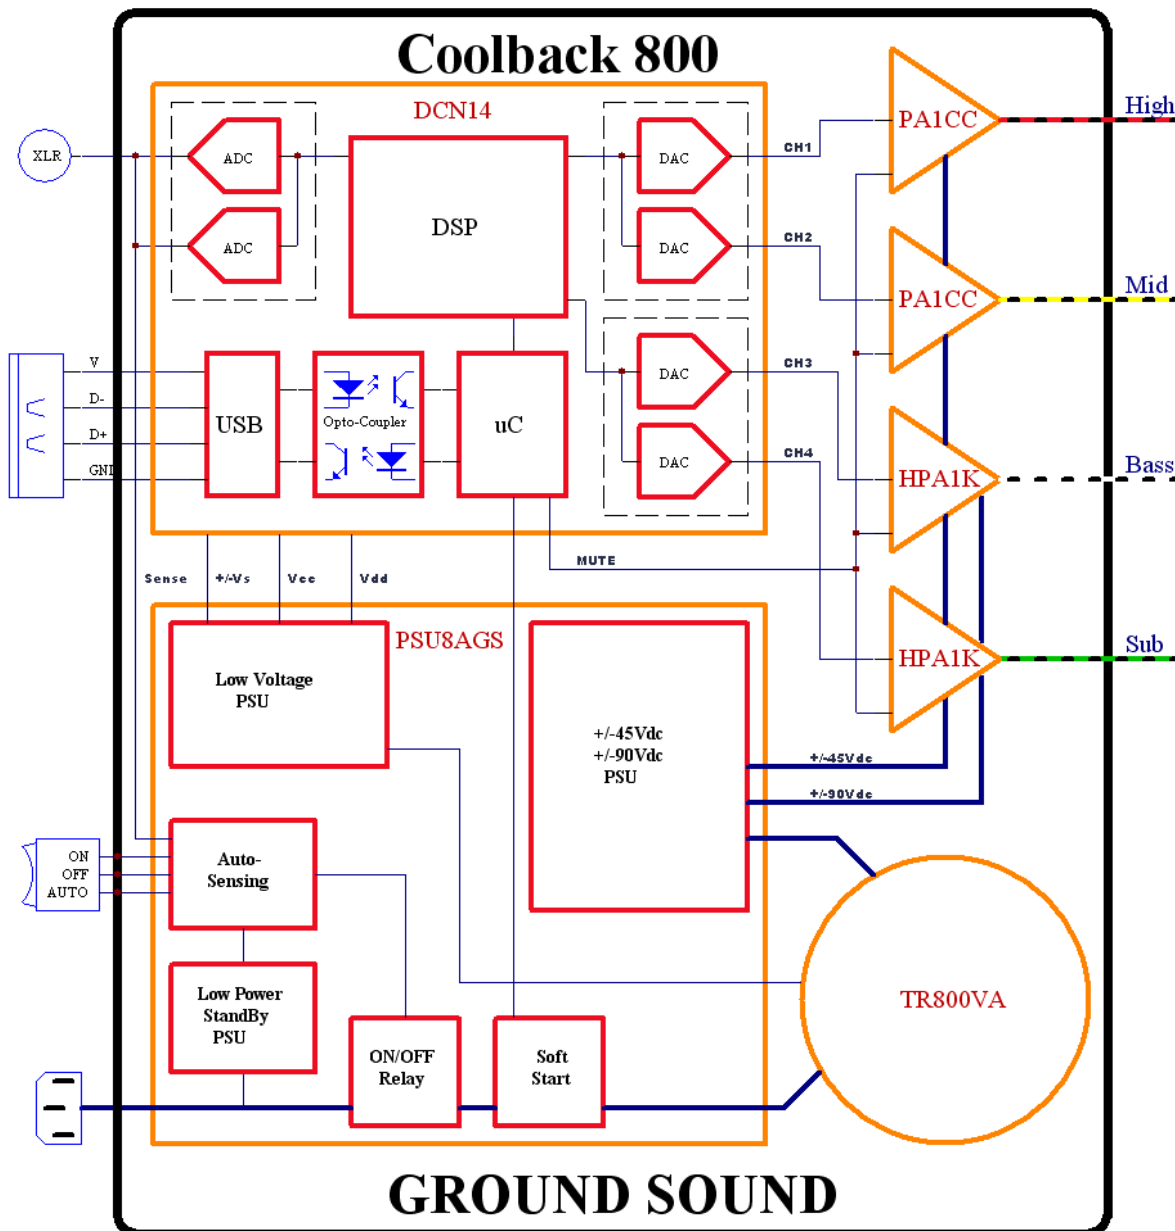 Coolback 800
DCN14
High
XLR
ADC
DSP
DAC
CH1
PA1CC
ADC
DAC
CH2
Mid
PA1CC
V
D-
D+
GND
USB
Opto-Coupler
uC
DAC
CH3
DAC
CH4
Bass
HPA1K
MUTE
Sense
+/-Vs
Vcc
Vdd
PSU8AGS
Sub
HPA1K
Low Voltage
PSU
+/-45Vdc
+/-90Vdc
PSU
+/-45Vdc
+/-90Vdc
ON
OFF
AUTO
Auto-
Sensing
Low Power
StandBy
PSU
ON/OFF
Relay
Soft
Start
TR800VA
GROUND SOUND